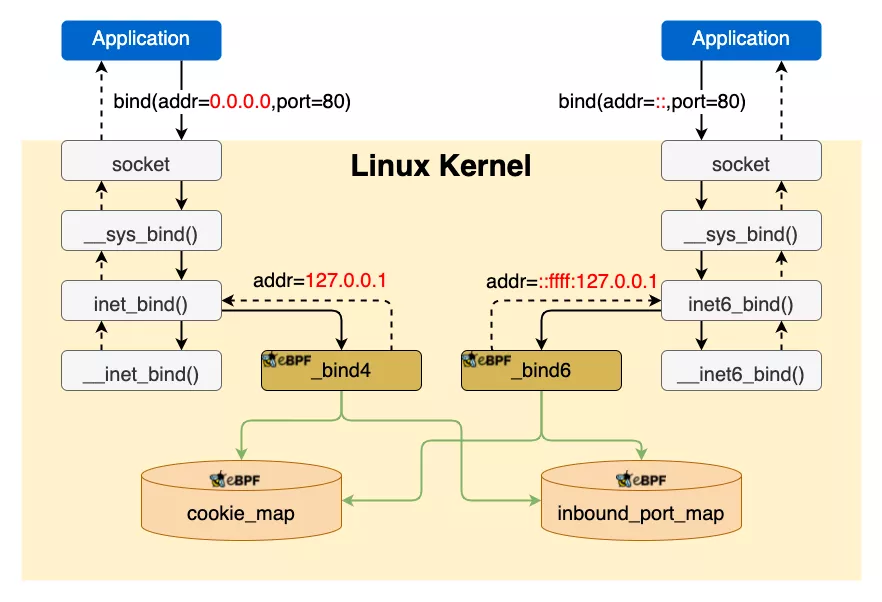 Application
Application
bind(addr=0.0.0.0,port=80)
bind(addr=::,port=80)
Linux Kernel
socket
socket
__sys_bind()
__sys_bind()
addr=127.0.0.1
addr=::ffff:127.0.0.1
inet_bind()
inet6_bind()
eBPF
_bind4
eBPF
_bind6
__inet_bind()
__inet6_bind()
eBPF
cookie_map
eBPF
inbound_port_map